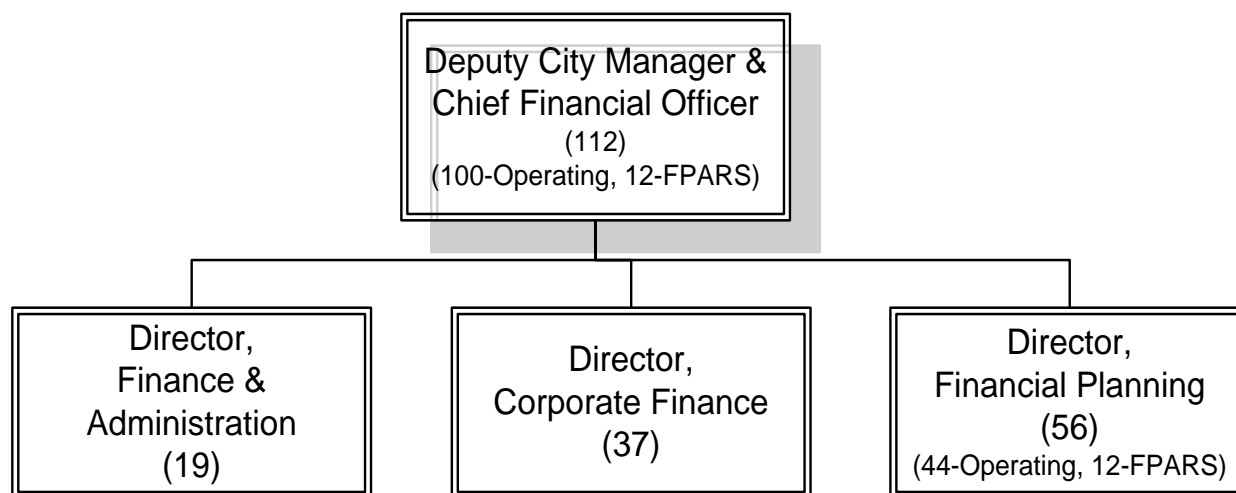 Deputy City Manager &
Chief Financial Officer
(112)
(100-Operating, 12-FPARS)
Director,
Finance &
Administration
(19)
Director,
Corporate Finance
(37)
Director,
Financial Planning
(56)
(44-Operating, 12-FPARS)